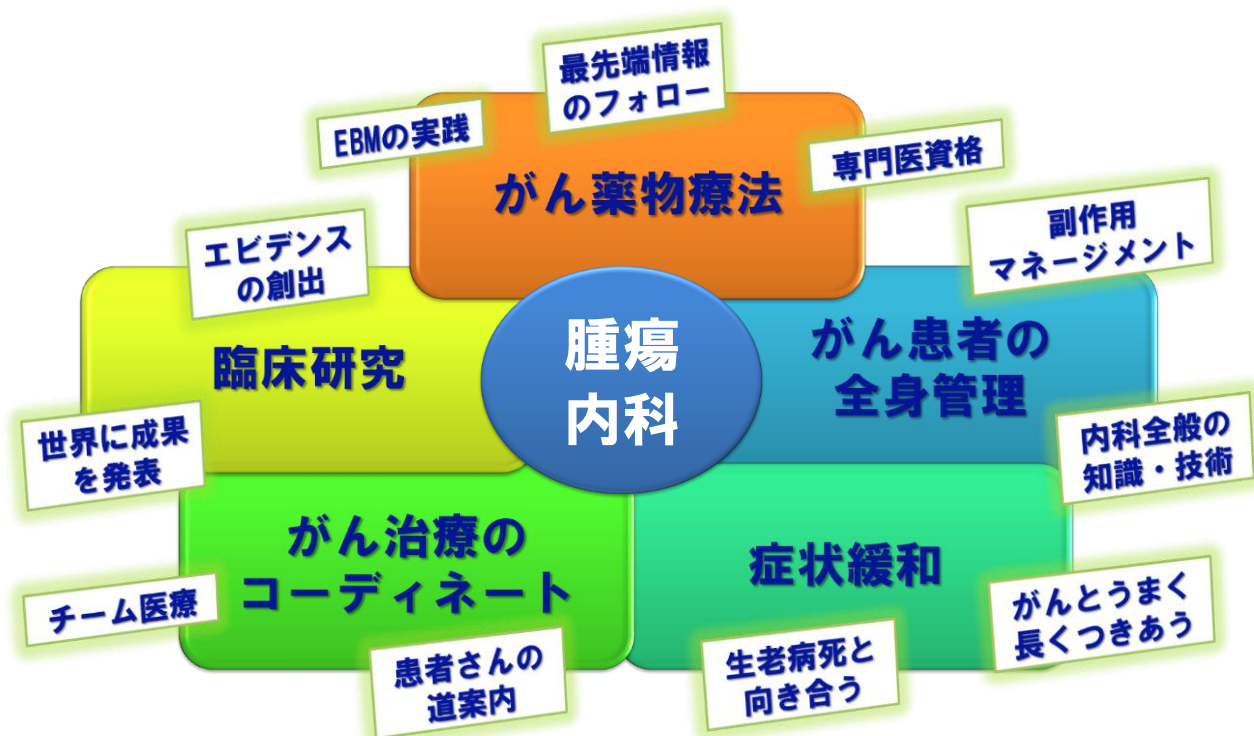 最先端情報
のフォロー
EBMの実践
がん薬物療法
専門医資格
副作用
マネージメント
エビデンス
の創出
臨床研究
腫瘍
内科
がん患者の
全身管理
世界に成果
を発表
内科全般の
知識・技術
がん治療の
コーディネート
症状緩和
チーム医療
がんとうまく
長くつきあう
患者さんの
道案内
生老病死と
向き合う